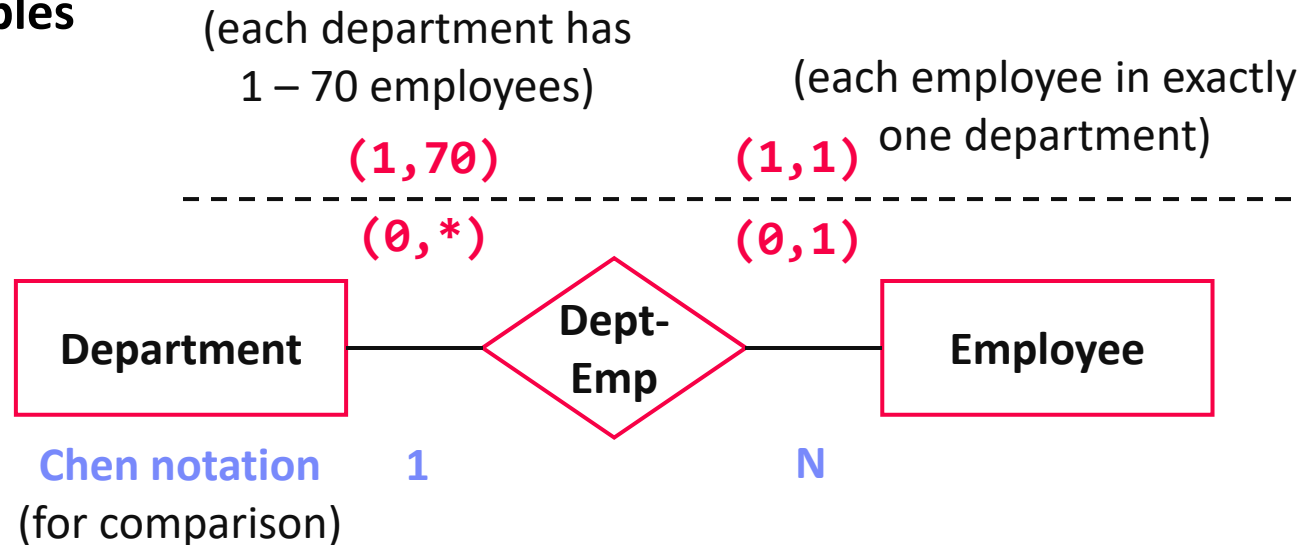 (each department has
1 – 70 employees)
(each employee in exactly
one department)
(1,70)
(1,1)
(0,*)
(0,1)
Department
Dept-
Emp
Employee
Chen notation
1
N
(for comparison)